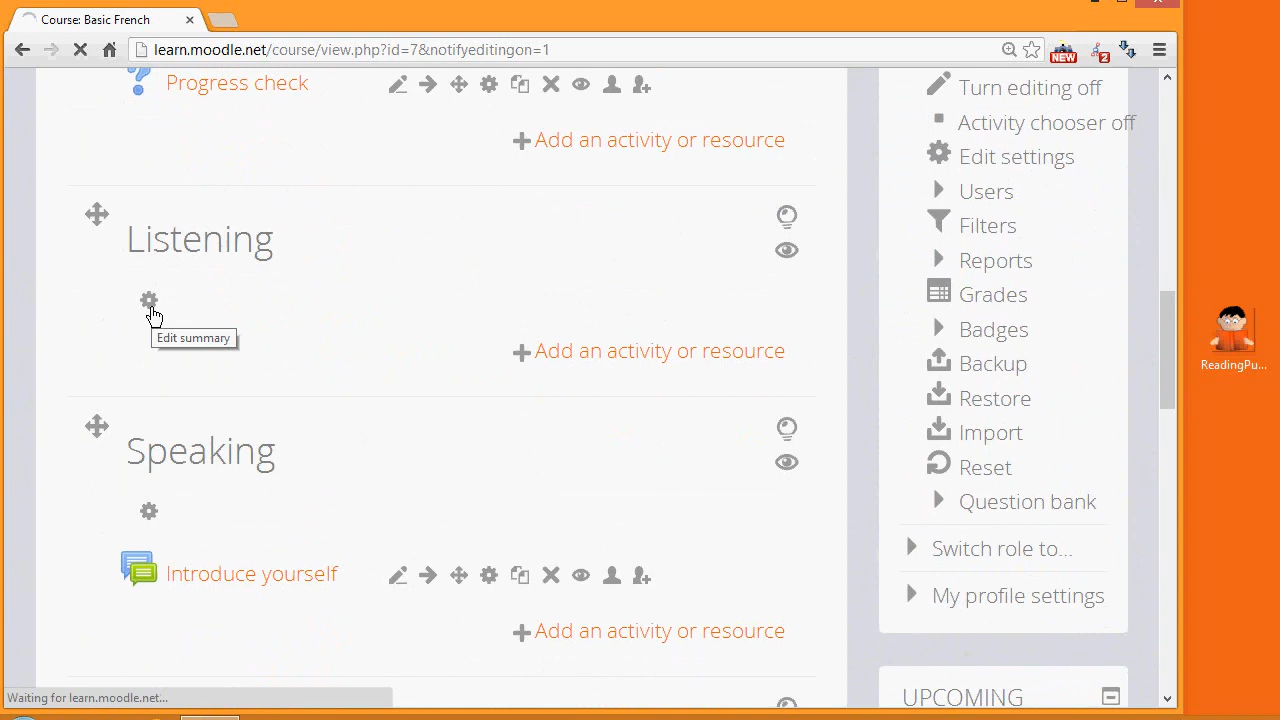 Course: Basic French
learn.moodle.net/course/view.php?id=7&notifyeditingon=1
NEW
2
Progress check
Add an activity or resource
Listening
Edit summary
Add an activity or resource
Speaking
Introduce yourself
Add an activity or resource
Turn editing off
Activity chooser off
Edit settings
Users
Filters
Reports
Grades
Badges
Backup
Restore
Import
Reset
Question bank
Switch role to...
My profile settings
UPCOMING
ReadingPu...
Waiting for learn.moodle.net...